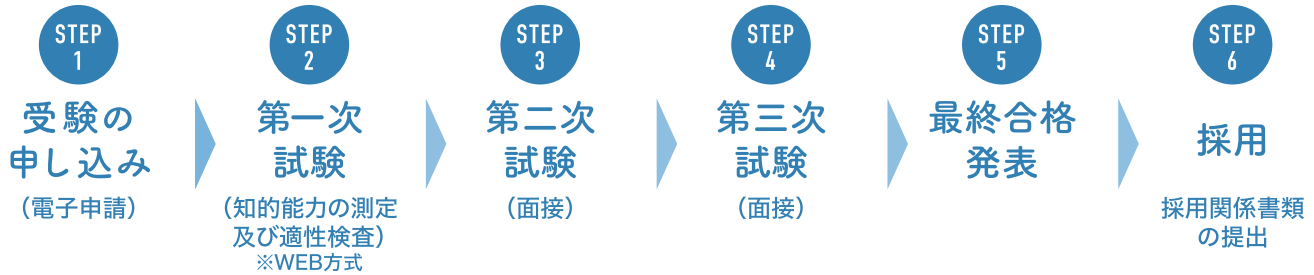 STEP
1
受験の
申し込み
（電子申請）
STEP
2
第一次
試験
（知的能力の測定
及び適性検査）
※WEB方式
STEP
3
第二次
試験
（面接）
STEP
4
第三次
試験
（面接）
STEP
5
最終合格
発表
STEP
6
採用
採用関係書類
の提出